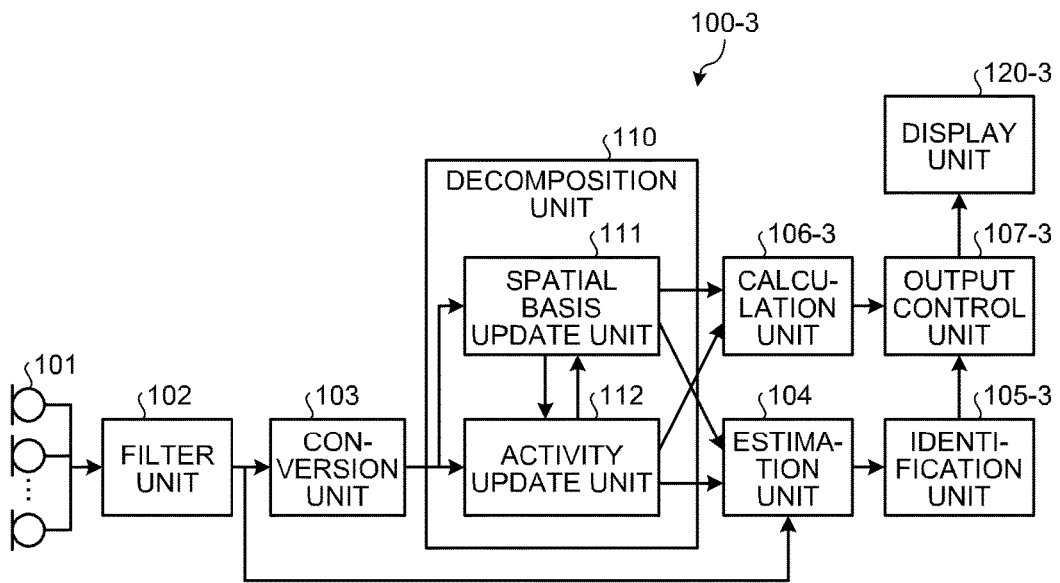 100-3
120-3
DISPLAY
UNIT
110
DECOMPOSITION
UNIT
111
SPATIAL
BASIS
UPDATE UNIT
106-3
CALCU-
LATION
UNIT
107-3
OUTPUT
CONTROL
UNIT
101
102
FILTER
UNIT
103
CON-
VERSION
UNIT
112
ACTIVITY
UPDATE UNIT
104
ESTIMA-
TION
UNIT
105-3
IDENTI-
FICATION
UNIT